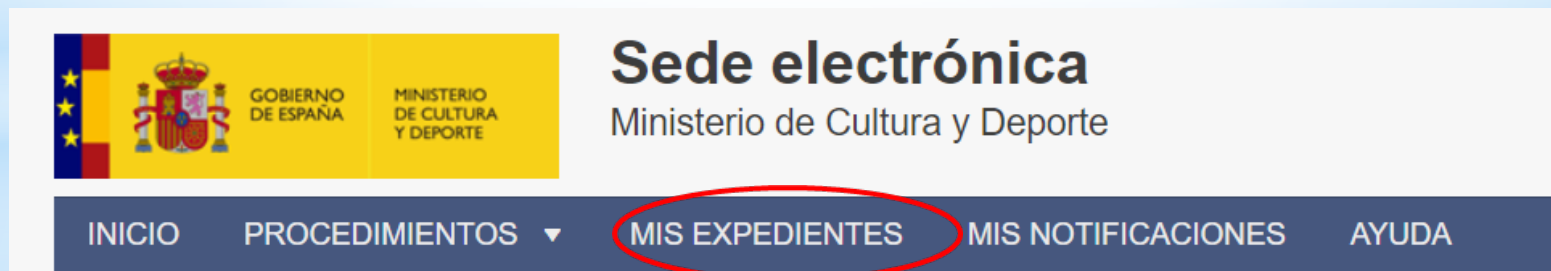 GOBIERNO
DE ESPAÑA
MINISTERIO
DE CULTURA
Y DEPORTE
Sede electrónica
Ministerio de Cultura y Deporte
INICIO PROCEDIMIENTOS ▼ MIS EXPEDIENTES MIS NOTIFICACIONES AYUDA